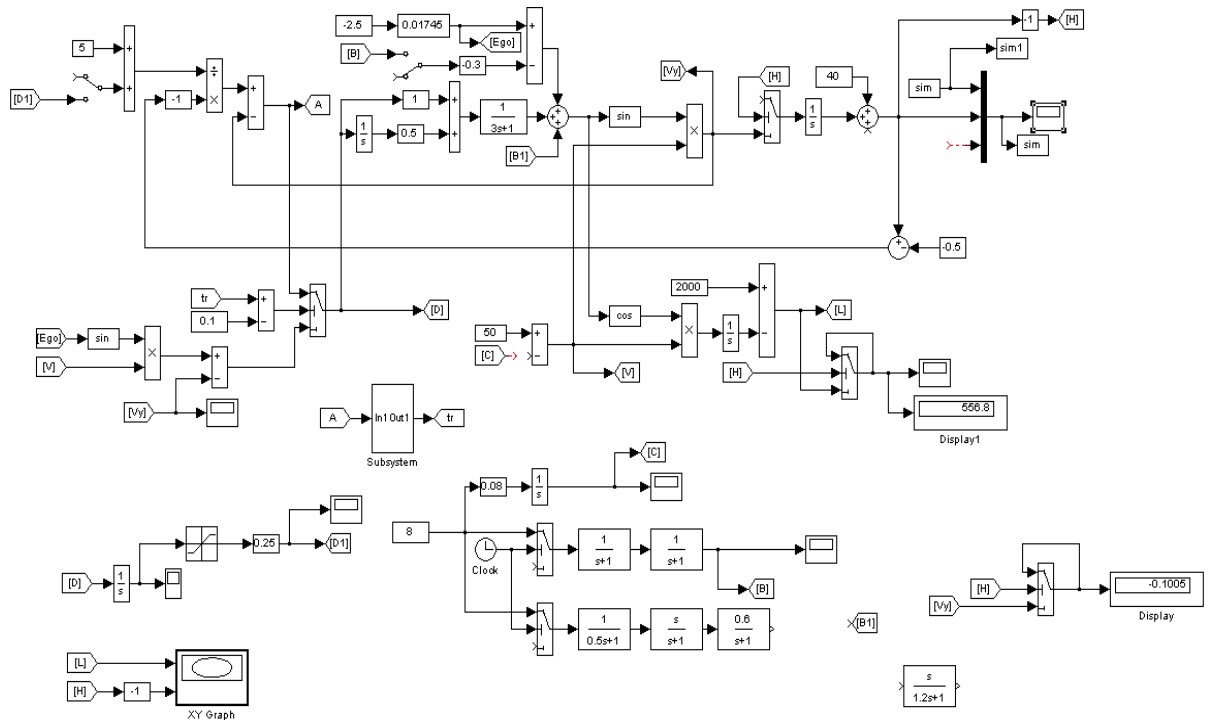 -2.5
0.01745
+
[Ego]
-1
[H]
5
+
+
[B]
-0.3
-
[D1]
÷
×
-1
+
-
A
1
1
s
0.5
+
+
1
3s+1
+
+
+
[B1]
sin
×
[Vy]
[H]
1
s
40
+
+
sim1
sim
sim
+
-
-0.5
tr
0.1
+
-
[D]
[Ego]
sin
[V]
×
+
-
[Vy]
2000
+
-
cos
×
1
s
[L]
50
+
-
[C]
[V]
[H]
556.8
Display1
A
In1 Out1
tr
Subsystem
[C]
0.08
1
s
8
Clock
1
s+1
1
s+1
[B]
1
0.5s+1
s
s+1
0.6
s+1
[D]
1
s
0.25
[D1]
[B1]
[H]
[Vy]
-0.1005
Display
[L]
[H]
-1
XY Graph
s
1.2s+1